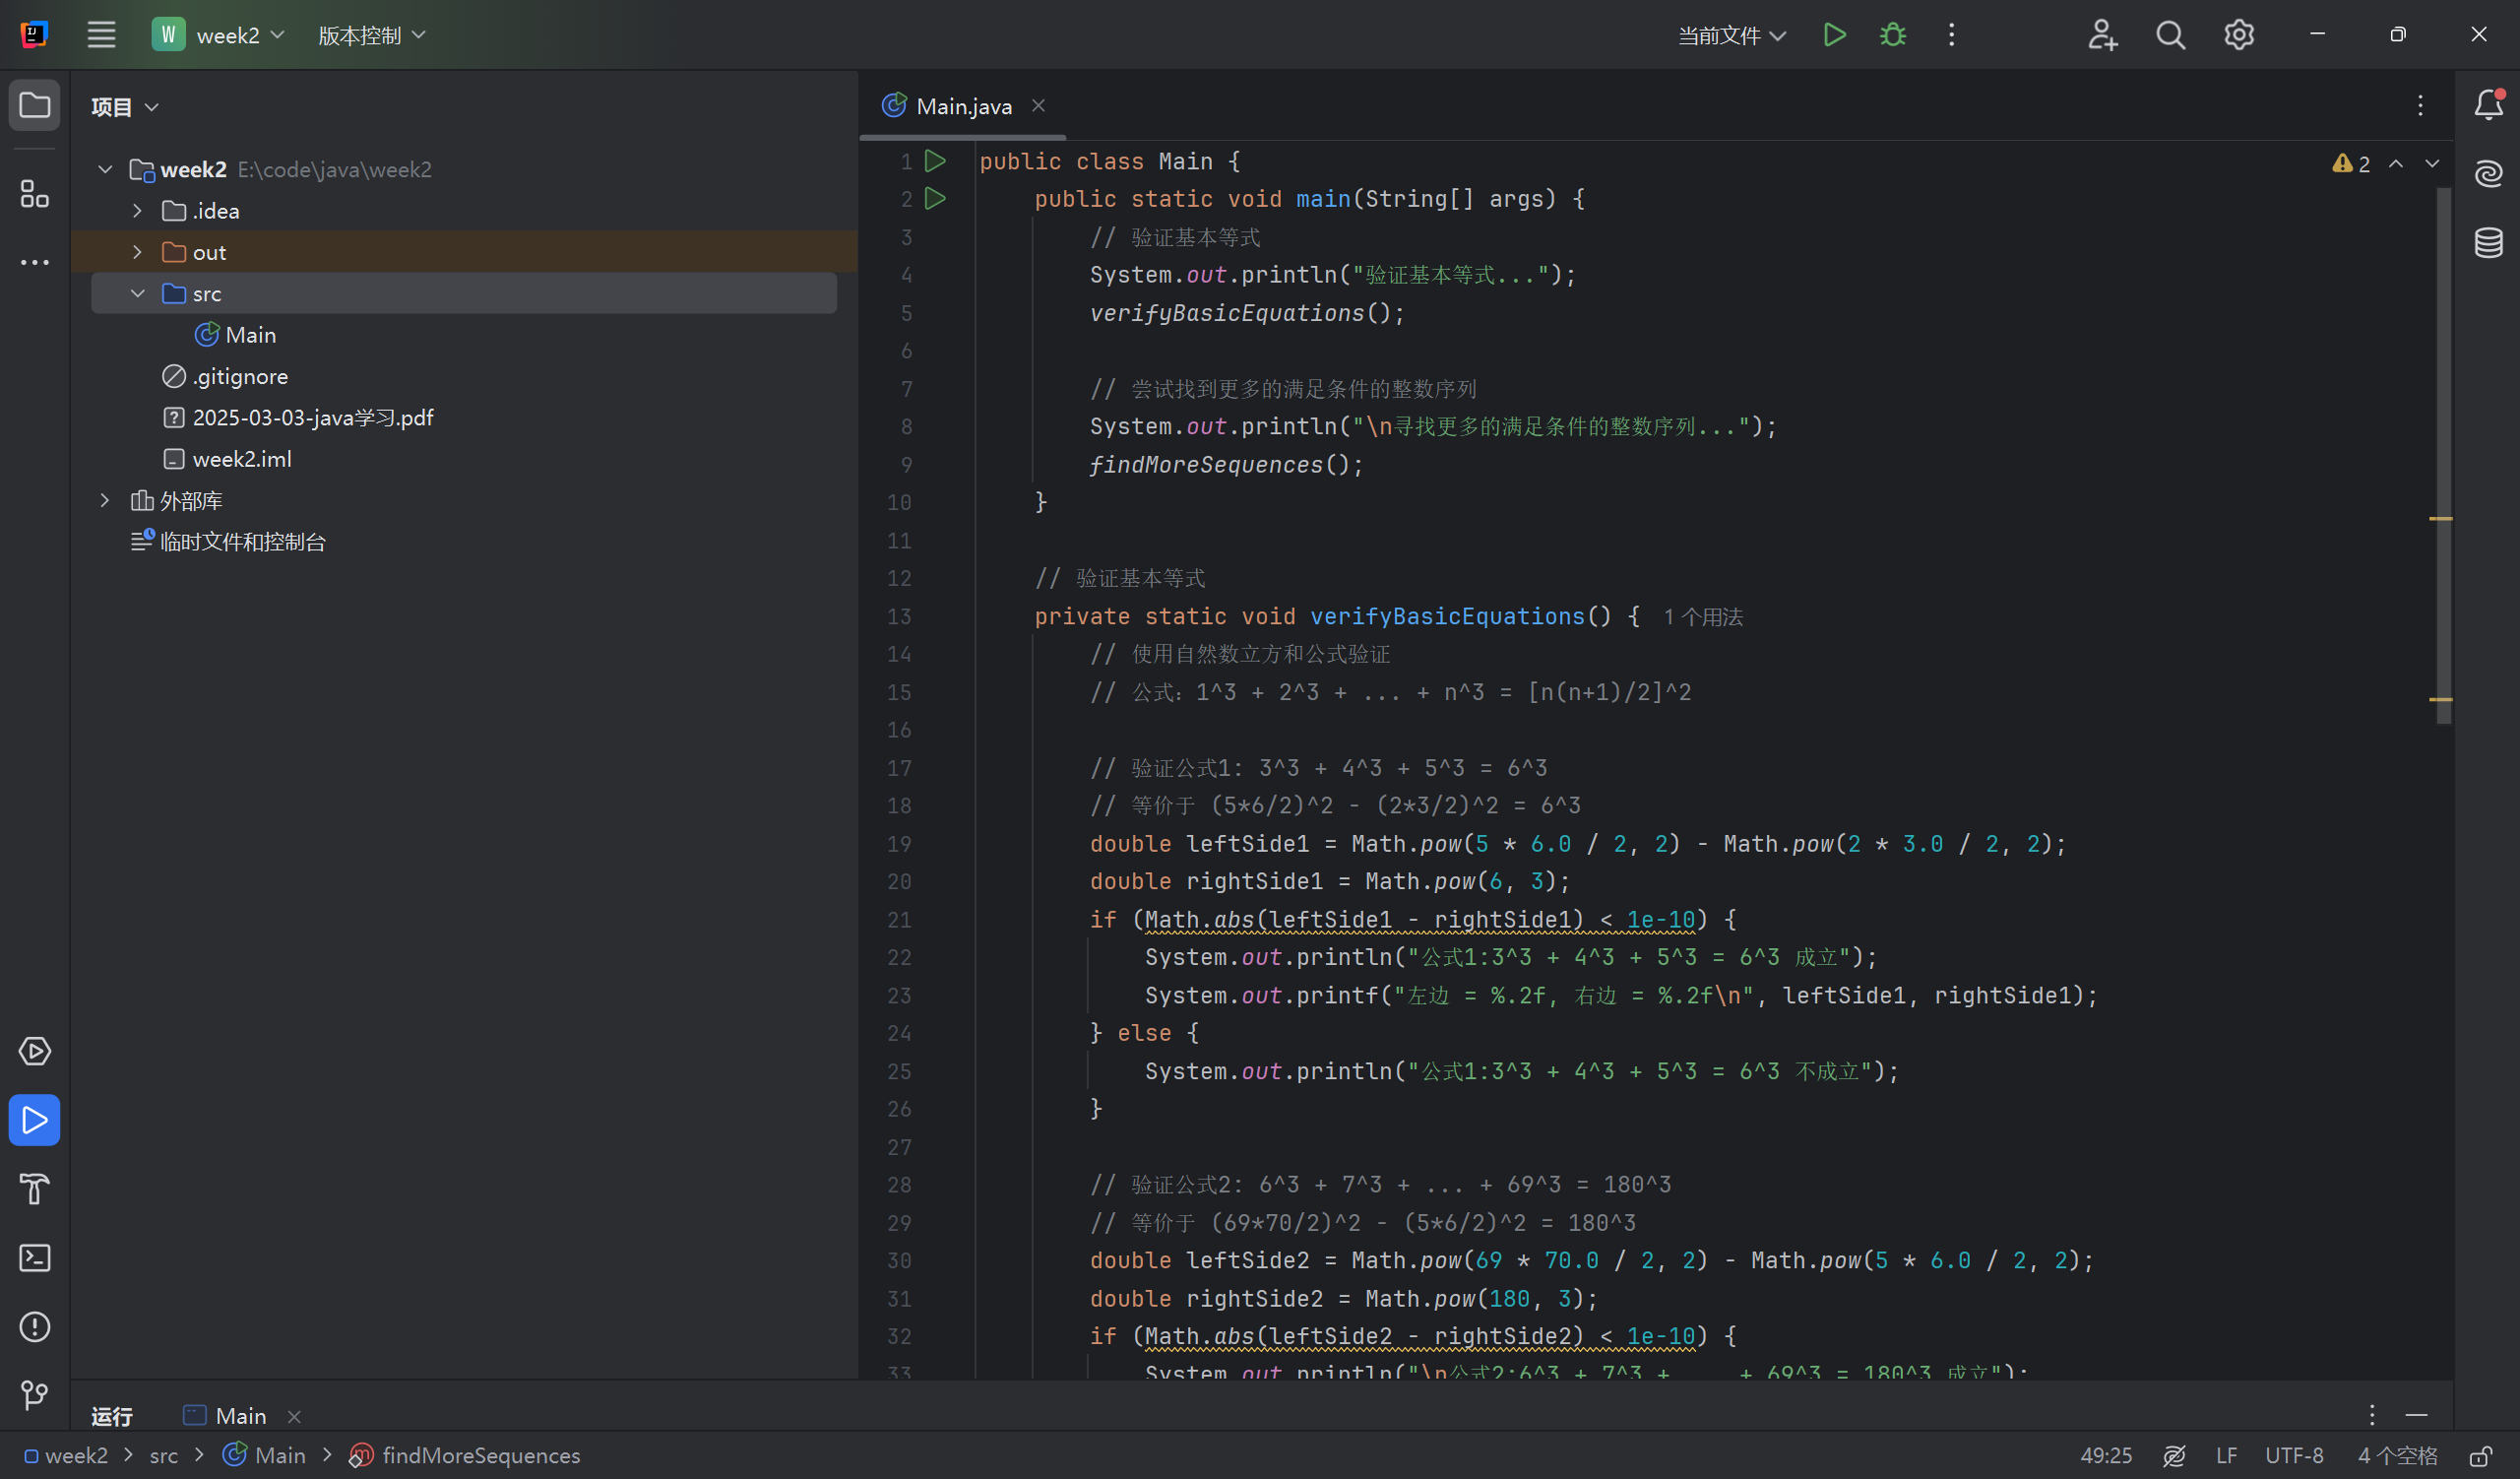 W week2 版本控制 当前文件
项目
Main.java
week2 E:\code\java\week2
.idea
out
src
Main
.gitignore
2025-03-03-java学习.pdf
week2.iml
外部库
临时文件和控制台
2
1 public class Main {
2 public static void main(String[] args) {
3 // 验证基本等式
4 System.out.println("验证基本等式...");
5 verifyBasicEquations();
6
7 // 尝试找到更多的满足条件的整数序列
8 System.out.println("\n寻找更多的满足条件的整数序列...");
9 findMoreSequences();
10 }
11
12 // 验证基本等式
13 private static void verifyBasicEquations() { 1 个用法
14 // 使用自然数立方和公式验证
15 // 公式：1^3 + 2^3 + ... + n^3 = [n(n+1)/2]^2
16
17 // 验证公式1: 3^3 + 4^3 + 5^3 = 6^3
18 // 等价于 (5*6/2)^2 - (2*3/2)^2 = 6^3
19 double leftSide1 = Math.pow(5 * 6.0 / 2, 2) - Math.pow(2 * 3.0 / 2, 2);
20 double rightSide1 = Math.pow(6, 3);
21 if (Math.abs(leftSide1 - rightSide1) < 1e-10) {
22 System.out.println("公式1:3^3 + 4^3 + 5^3 = 6^3 成立");
23 System.out.printf("左边 = %.2f, 右边 = %.2f\n", leftSide1, rightSide1);
24 } else {
25 System.out.println("公式1:3^3 + 4^3 + 5^3 = 6^3 不成立");
26 }
27
28 // 验证公式2: 6^3 + 7^3 + ... + 69^3 = 180^3
29 // 等价于 (69*70/2)^2 - (5*6/2)^2 = 180^3
30 double leftSide2 = Math.pow(69 * 70.0 / 2, 2) - Math.pow(5 * 6.0 / 2, 2);
31 double rightSide2 = Math.pow(180, 3);
32 if (Math.abs(leftSide2 - rightSide2) < 1e-10) {
33 System.out.println("\n公式2:6^3 + 7^3 + ... + 69^3 = 180^3 成立");
运行 Main
week2 src Main findMoreSequences 49:25 LF UTF-8 4 个空格